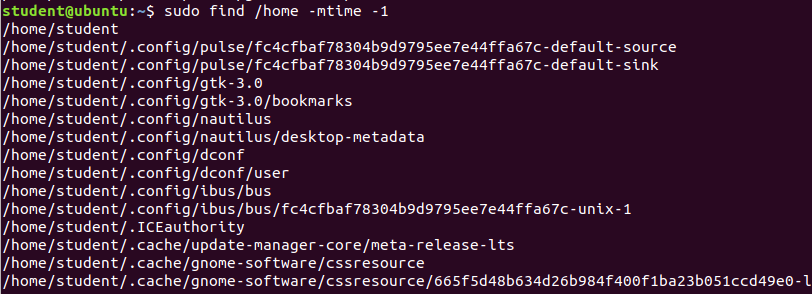 student@ubuntu:~$ sudo find /home -mtime -1
/home/student
/home/student/.config/pulse/fc4cfbaf78304b9d9795ee7e44ffa67c-default-source
/home/student/.config/pulse/fc4cfbaf78304b9d9795ee7e44ffa67c-default-sink
/home/student/.config/gtk-3.0
/home/student/.config/gtk-3.0/bookmarks
/home/student/.config/nautilus
/home/student/.config/nautilus/desktop-metadata
/home/student/.config/dconf
/home/student/.config/dconf/user
/home/student/.config/ibus/bus
/home/student/.config/ibus/bus/fc4cfbaf78304b9d9795ee7e44ffa67c-unix-1
/home/student/.ICEauthority
/home/student/.cache/update-manager-core/meta-release-lts
/home/student/.cache/gnome-software/cssresource
/home/student/.cache/gnome-software/cssresource/665f5d48b634d26b984f400f1ba23b051ccd49e0-l